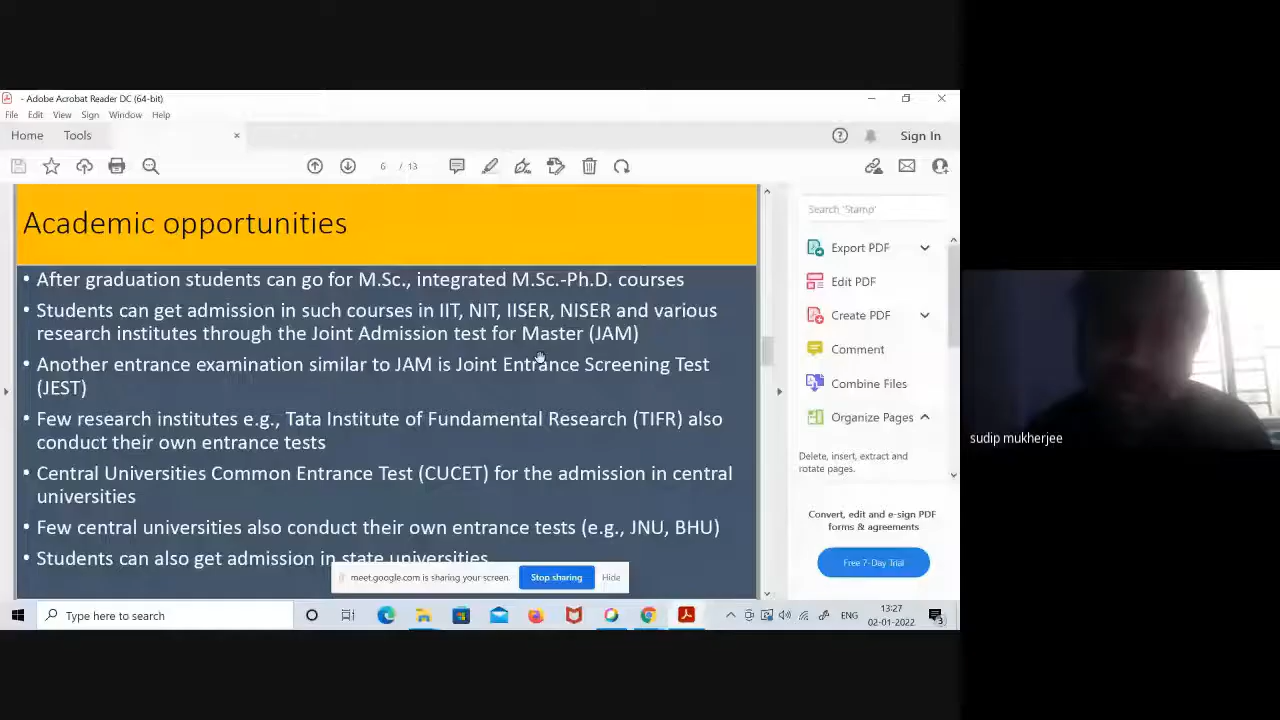 - Adobe Acrobat Reader DC (64-bit)
File Edit View Sign Window Help
Home Tools
Sign In
6 / 13
Academic opportunities
• After graduation students can go for M.Sc., integrated M.Sc.-Ph.D. courses
• Students can get admission in such courses in IIT, NIT, IISER, NISER and various
research institutes through the Joint Admission test for Master (JAM)
• Another entrance examination similar to JAM is Joint Entrance Screening Test
(JEST)
• Few research institutes e.g., Tata Institute of Fundamental Research (TIFR) also
conduct their own entrance tests
• Central Universities Common Entrance Test (CUCET) for the admission in central
universities
• Few central universities also conduct their own entrance tests (e.g., JNU, BHU)
• Students can also get admission in state universities
meet.google.com is sharing your screen. Stop sharing Hide
Search 'Stamp'
Export PDF
Edit PDF
Create PDF
Comment
Combine Files
Organize Pages
Delete, insert, extract and
rotate pages.
Convert, edit and e-sign PDF
forms & agreements
Free 7-Day Trial
Type here to search
ENG
13:27
02-01-2022
3
sudip mukherjee